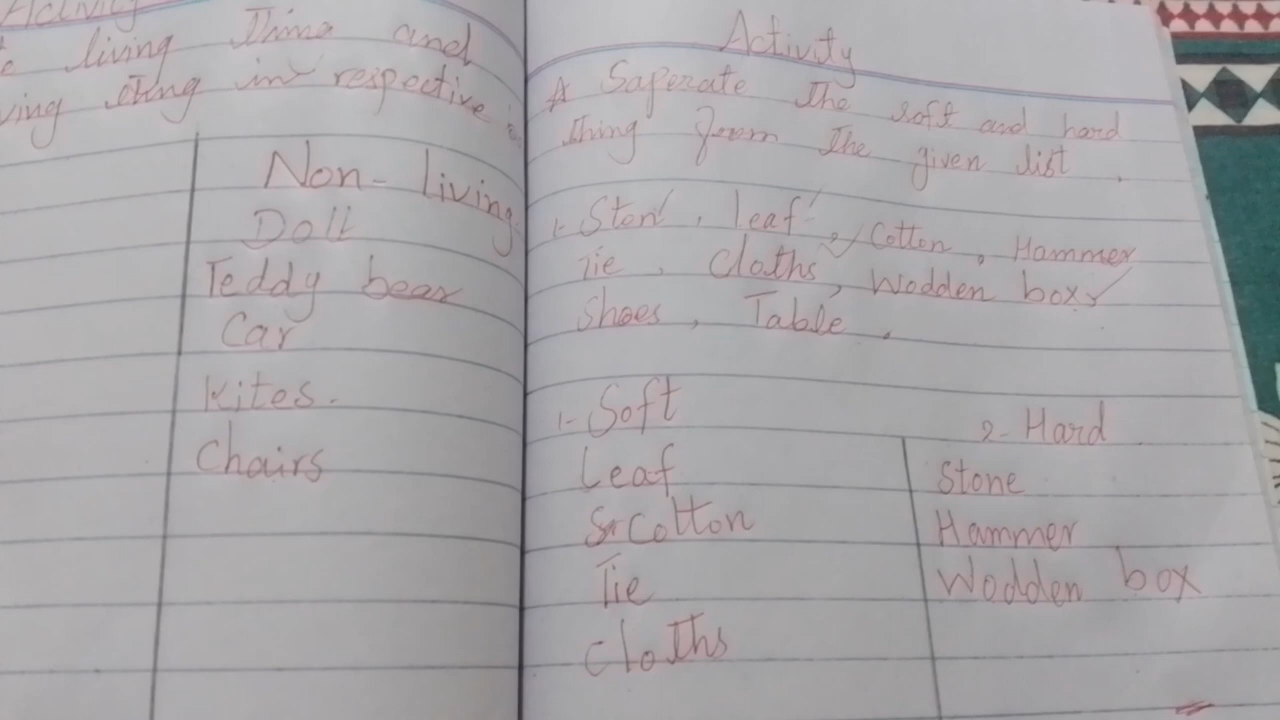 Activity
living Thing and
ving thing in respective
Non-living
Doll
Teddy bear
Car
Kites.
Chairs
Activity
Saperate The soft and hard
Thing from The given list.
1- Ston, leaf, Cotton, Hammer
Tie, Cloths, Wodden box
Shoes, Table.
1- Soft
2- Hard
Leaf
Stone
Cotton
Hammer
Tie
Wodden box
Cloths